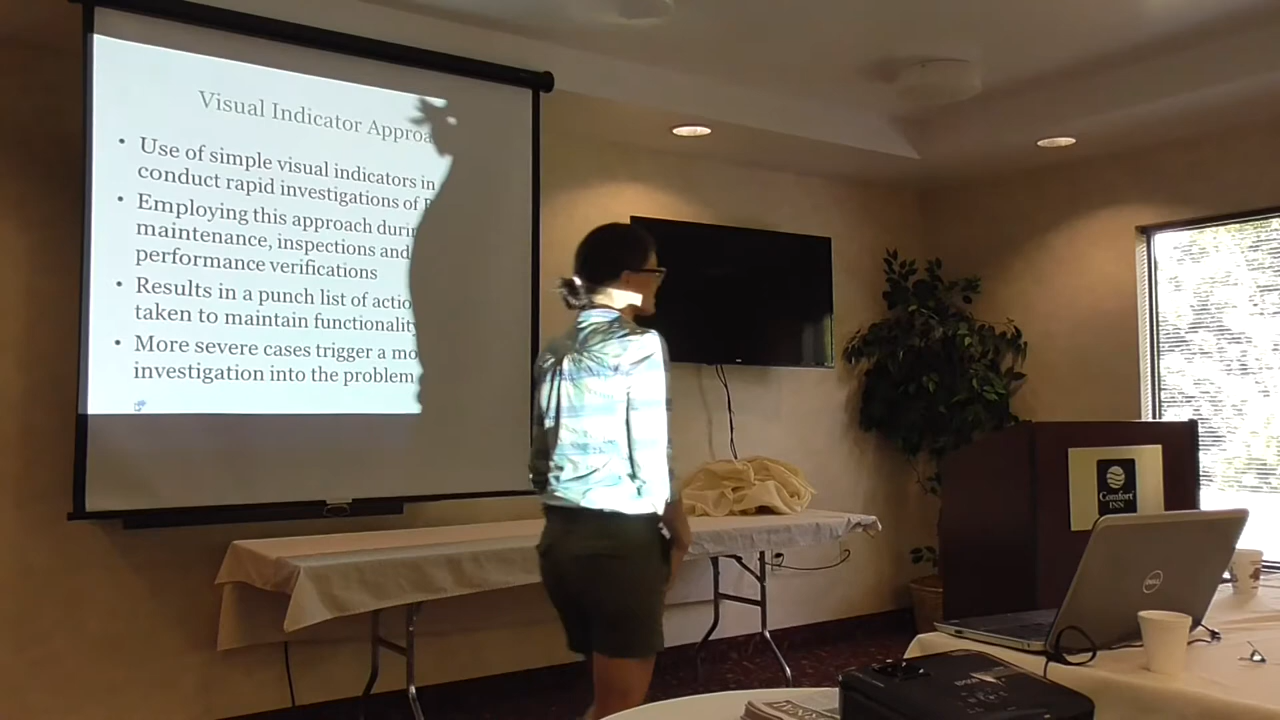 Visual Indicator Approa
• Use of simple visual indicators in
conduct rapid investigations of
• Employing this approach durin
maintenance, inspections and
performance verifications
• Results in a punch list of actio
taken to maintain functionality
• More severe cases trigger a mo
investigation into the problem
Comfort
INN
DELL
EPSON